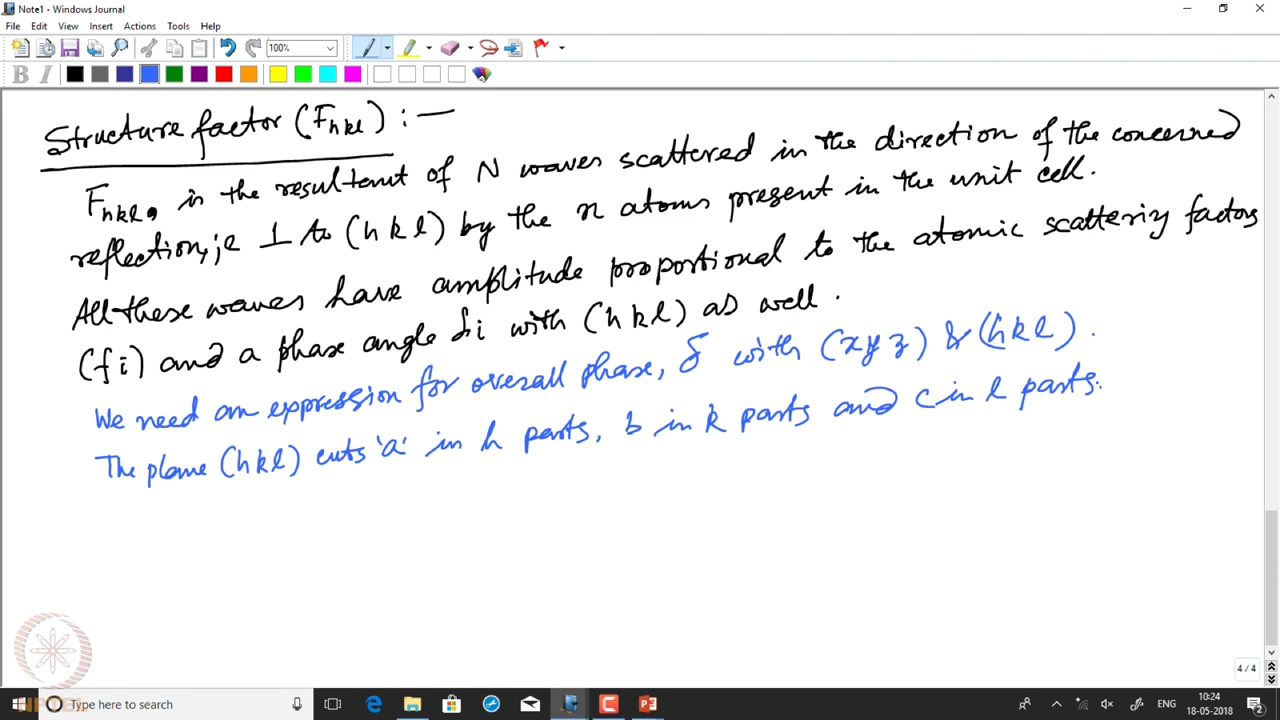 Note1 - Windows Journal
File Edit View Insert Actions Tools Help
100%
B I
Structure factor (Fhkl) : —
Fhkl, is the resultant of N waves scattered in the direction of the concerned
reflection, ie ⊥ to (hkl) by the n atoms present in the unit cell.
All these waves have amplitude proportional to the atomic scattering factors
(fi) and a phase angle δi with (hkl) as well.
We need an expression for overall phase, δ with (xyz) & (hkl).
The plane (hkl) cuts 'a' in h parts, b in k parts and c in l parts.
4 / 4
Type here to search
ENG
10:24
18-05-2018
2